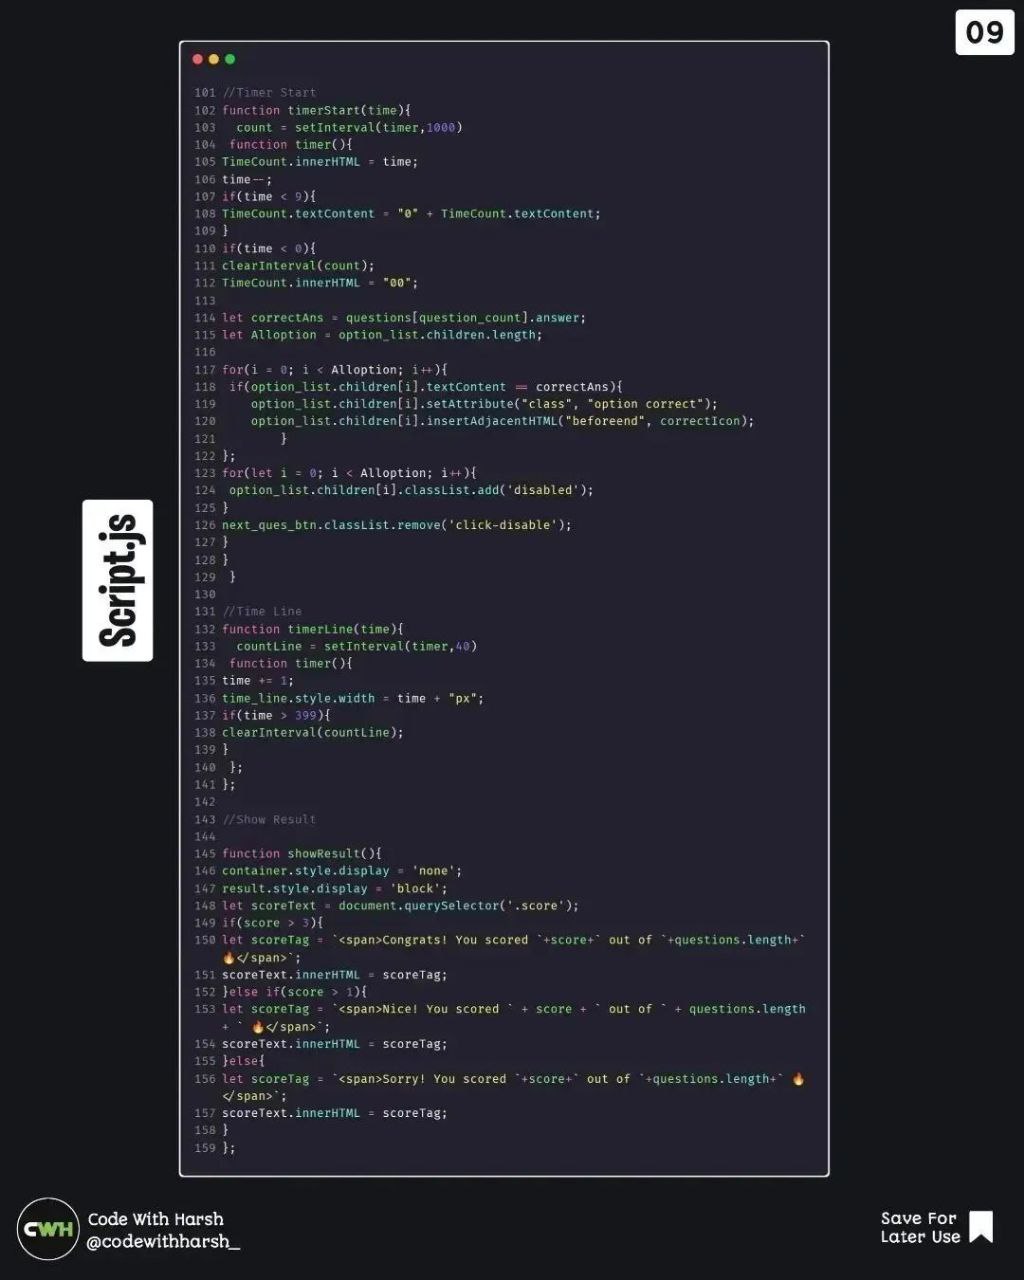 09
101 //Timer Start
102 function timerStart(time){
103   count = setInterval(timer,1000)
104  function timer(){
105 TimeCount.innerHTML = time;
106 time--;
107 if(time < 9){
108 TimeCount.textContent = "0" + TimeCount.textContent;
109 }
110 if(time < 0){
111 clearInterval(count);
112 TimeCount.innerHTML = "00";
113
114 let correctAns = questions[question_count].answer;
115 let Alloption = option_list.children.length;
116
117 for(i = 0; i < Alloption; i++){
118  if(option_list.children[i].textContent == correctAns){
119     option_list.children[i].setAttribute("class", "option correct");
120     option_list.children[i].insertAdjacentHTML("beforeend", correctIcon);
121         }
122 };
123 for(let i = 0; i < Alloption; i++){
124  option_list.children[i].classList.add('disabled');
125 }
126 next_ques_btn.classList.remove('click-disable');
127 }
128 }
129  }
130
131 //Time Line
132 function timerLine(time){
133   countLine = setInterval(timer,40)
134  function timer(){
135 time += 1;
136 time_line.style.width = time + "px";
137 if(time > 399){
138 clearInterval(countLine);
139 }
140  };
141 };
142
143 //Show Result
144
145 function showResult(){
146 container.style.display = 'none';
147 result.style.display = 'block';
148 let scoreText = document.querySelector('.score');
149 if(score > 3){
150 let scoreTag = `<span>Congrats! You scored `+score+` out of `+questions.length+`
🔥</span>`;
151 scoreText.innerHTML = scoreTag;
152 }else if(score > 1){
153 let scoreTag = `<span>Nice! You scored ` + score + ` out of ` + questions.length
+ ` 🔥</span>`;
154 scoreText.innerHTML = scoreTag;
155 }else{
156 let scoreTag = `<span>Sorry! You scored `+score+` out of `+questions.length+` 🔥
</span>`;
157 scoreText.innerHTML = scoreTag;
158 }
159 };
Script.js
CWH
Code With Harsh
@codewithharsh_
Save For
Later Use